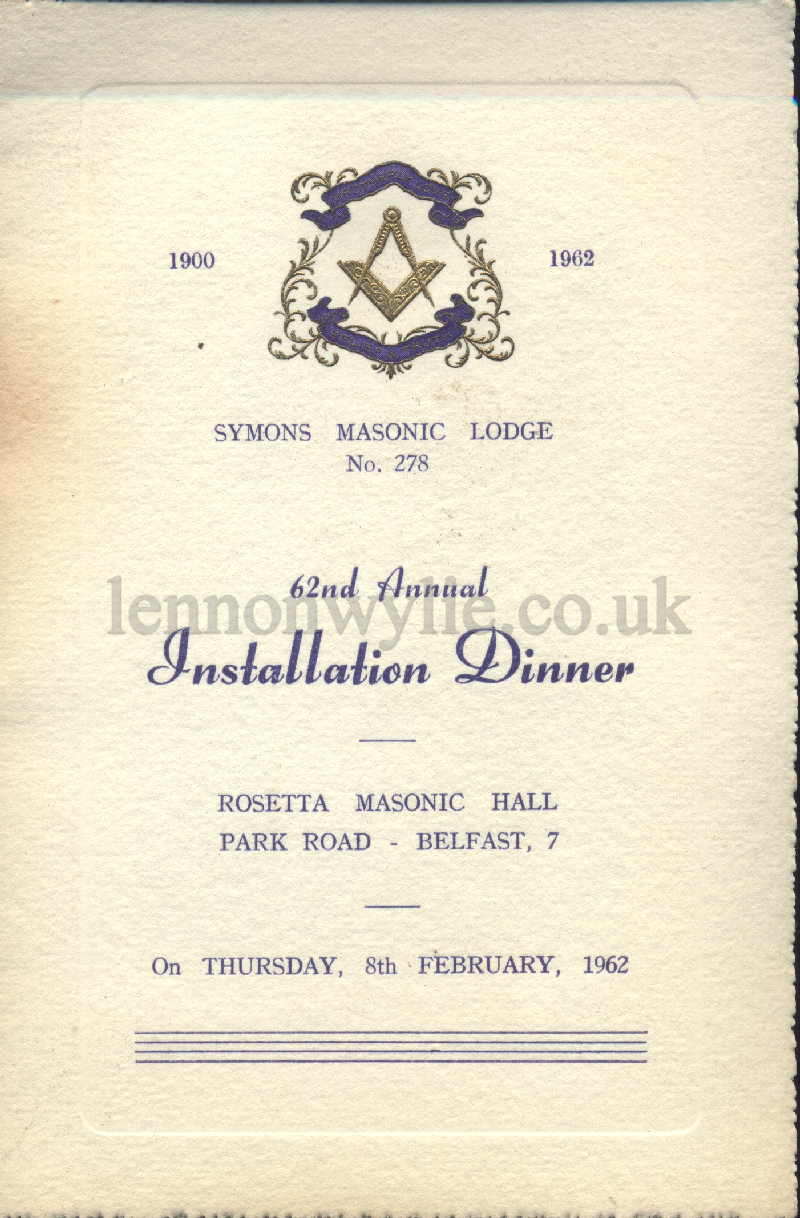 1900
1962
SYMONS MASONIC LODGE
No. 278
62nd Annual
lennonwylie.co.uk
Installation Dinner
ROSETTA MASONIC HALL
PARK ROAD - BELFAST, 7
On THURSDAY, 8th FEBRUARY, 1962